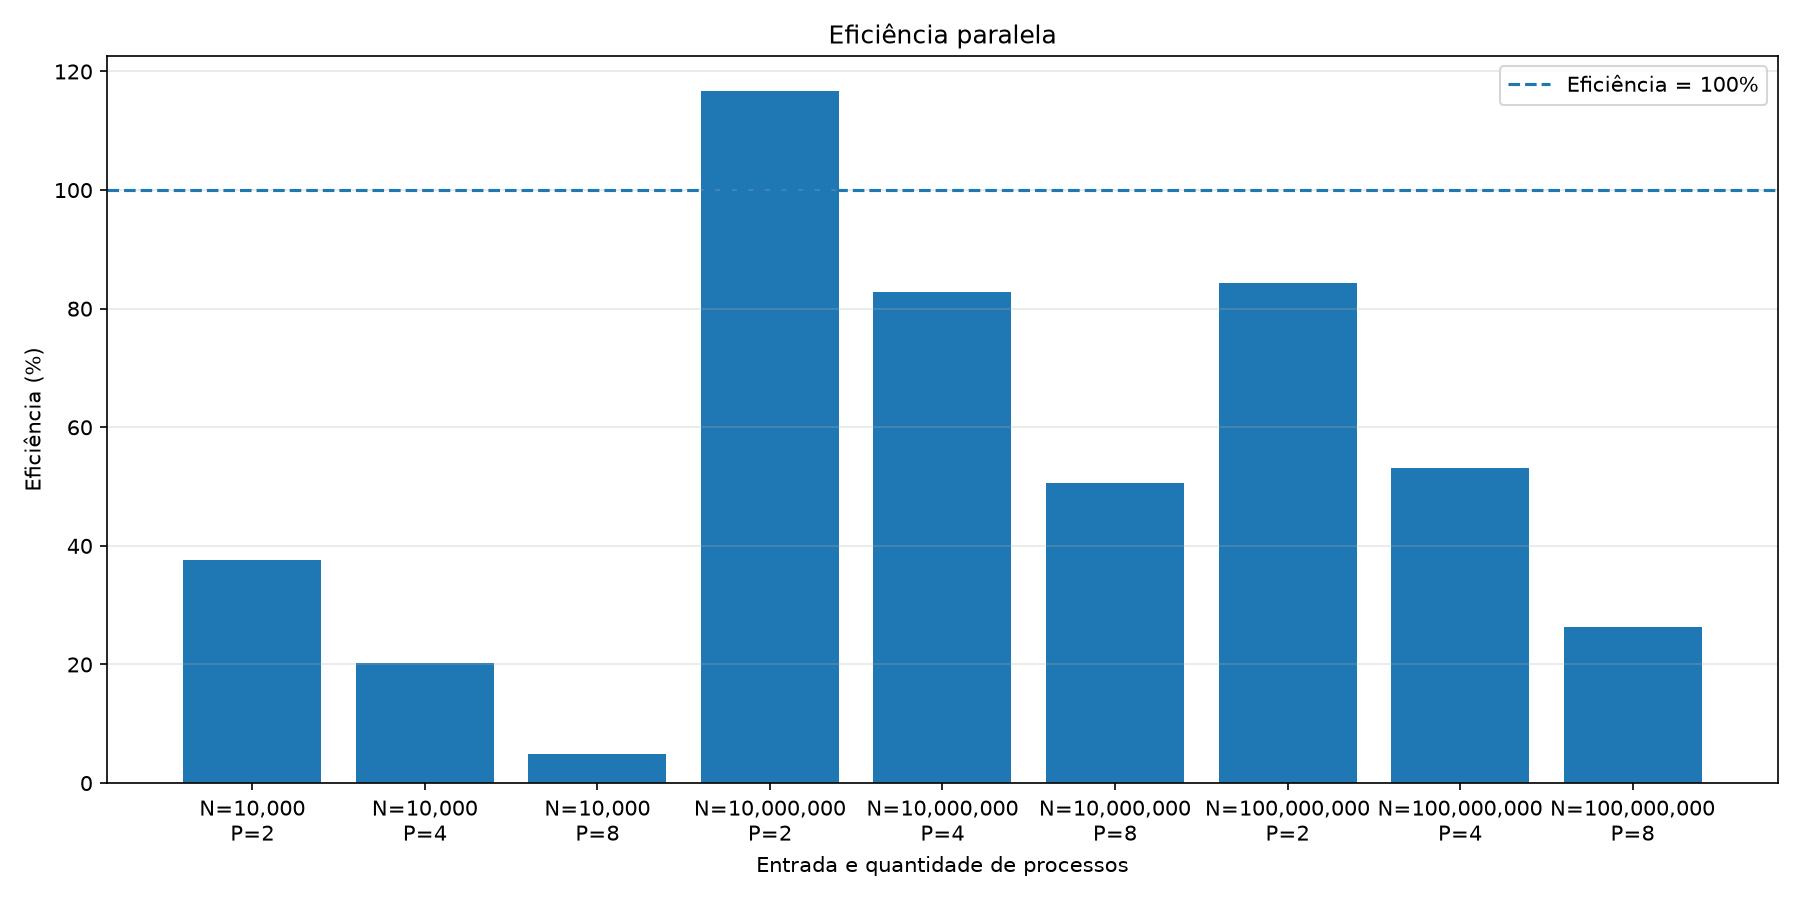 Eficiência paralela
Eficiência = 100%
Eficiência (%)
120
100
80
60
40
20
0
N=10,000
P=2
N=10,000
P=4
N=10,000
P=8
N=10,000,000
P=2
N=10,000,000
P=4
N=10,000,000
P=8
N=100,000,000
P=2
N=100,000,000
P=4
N=100,000,000
P=8
Entrada e quantidade de processos